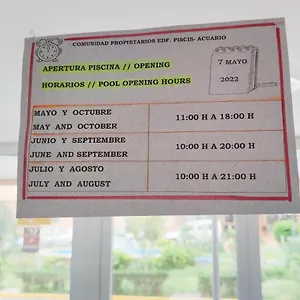 COMUNIDAD PROPIETARIOS EDF. PISCIS- ACUARIO
APERTURA PISCINA // OPENING
HORARIOS // POOL OPENING HOURS
7 MAYO
2022
MAYO Y OCTUBRE
MAY AND OCTOBER
11:00 H A 18:00 H
JUNIO Y SEPTIEMBRE
JUNE AND SEPTEMBER
10:00 H A 20:00 H
JULIO Y AGOSTO
JULY AND AUGUST
10:00 H A 21:00 H